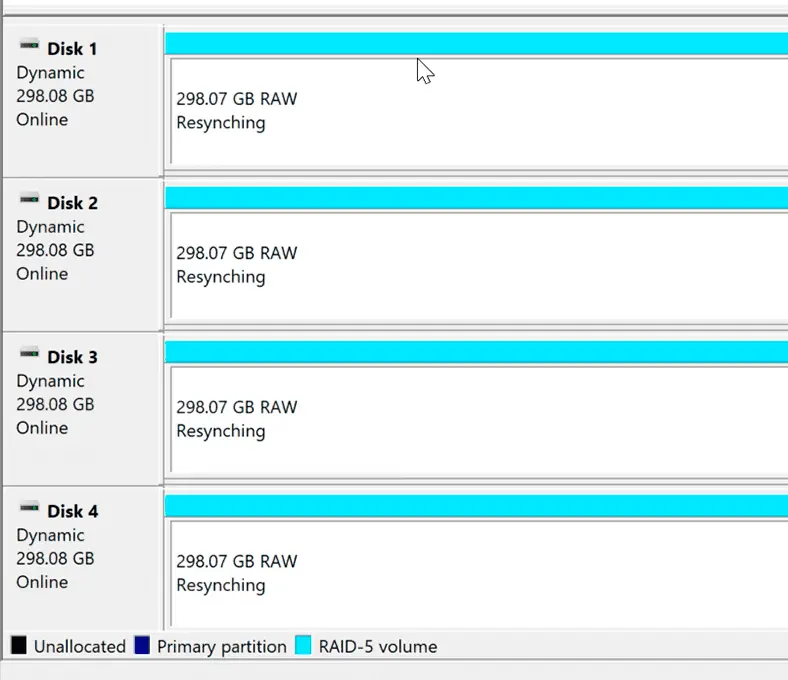 Disk 1
Dynamic
298.08 GB
Online
298.07 GB RAW
Resynching
Disk 2
Dynamic
298.08 GB
Online
298.07 GB RAW
Resynching
Disk 3
Dynamic
298.08 GB
Online
298.07 GB RAW
Resynching
Disk 4
Dynamic
298.08 GB
Online
298.07 GB RAW
Resynching
Unallocated Primary partition RAID-5 volume